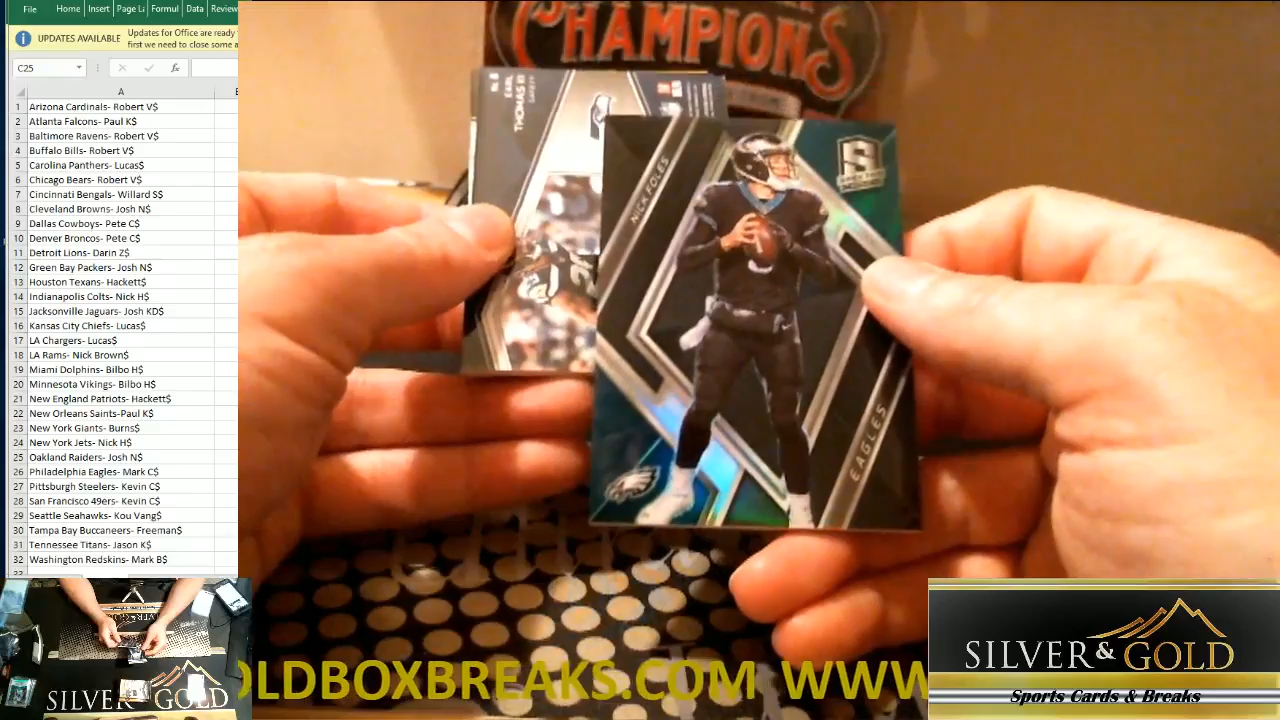 File Home Insert Page L Formul Data Review
UPDATES AVAILABLE Updates for Office are ready
first we need to close some a
C25 fx
A
1 Arizona Cardinals- Robert V$
2 Atlanta Falcons- Paul K$
3 Baltimore Ravens- Robert V$
4 Buffalo Bills- Robert V$
5 Carolina Panthers- Lucas$
6 Chicago Bears- Robert V$
7 Cincinnati Bengals- Willard S$
8 Cleveland Browns- Josh N$
9 Dallas Cowboys- Pete C$
10 Denver Broncos- Pete C$
11 Detroit Lions- Darin Z$
12 Green Bay Packers- Josh N$
13 Houston Texans- Hackett$
14 Indianapolis Colts- Nick H$
15 Jacksonville Jaguars- Josh KD$
16 Kansas City Chiefs- Lucas$
17 LA Chargers- Lucas$
18 LA Rams- Nick Brown$
19 Miami Dolphins- Bilbo H$
20 Minnesota Vikings- Bilbo H$
21 New England Patriots- Hackett$
22 New Orleans Saints-Paul K$
23 New York Giants- Burns$
24 New York Jets- Nick H$
25 Oakland Raiders- Josh N$
26 Philadelphia Eagles- Mark C$
27 Pittsburgh Steelers- Kevin C$
28 San Francisco 49ers- Kevin C$
29 Seattle Seahawks- Kou Vang$
30 Tampa Bay Buccaneers- Freeman$
31 Tennessee Titans- Jason K$
32 Washington Redskins- Mark B$
CHAMPIONS
EARL
THOMAS
NICK FOLES
EAGLES
SILVER & GOLD
OLDBOXBREAKS.COM WWW
SILVER & GOLD
Sports Cards & Breaks